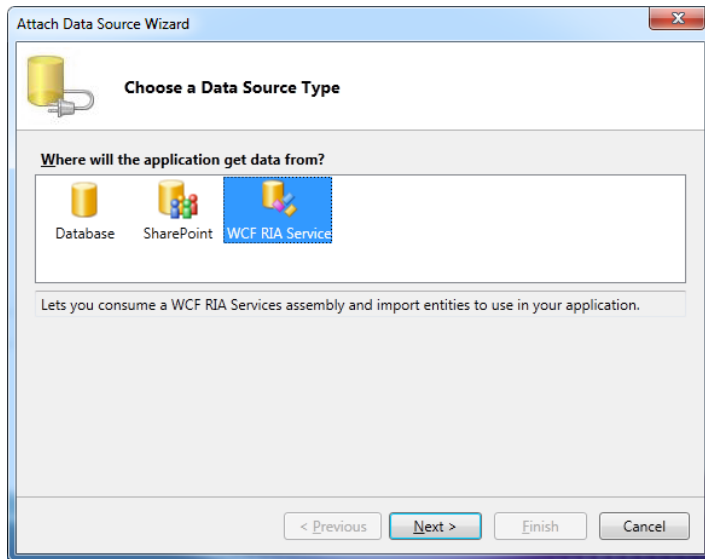 Attach Data Source Wizard
Choose a Data Source Type
Where will the application get data from?
Database SharePoint WCF RIA Service
Lets you consume a WCF RIA Services assembly and import entities to use in your application.
< Previous Next > Finish Cancel